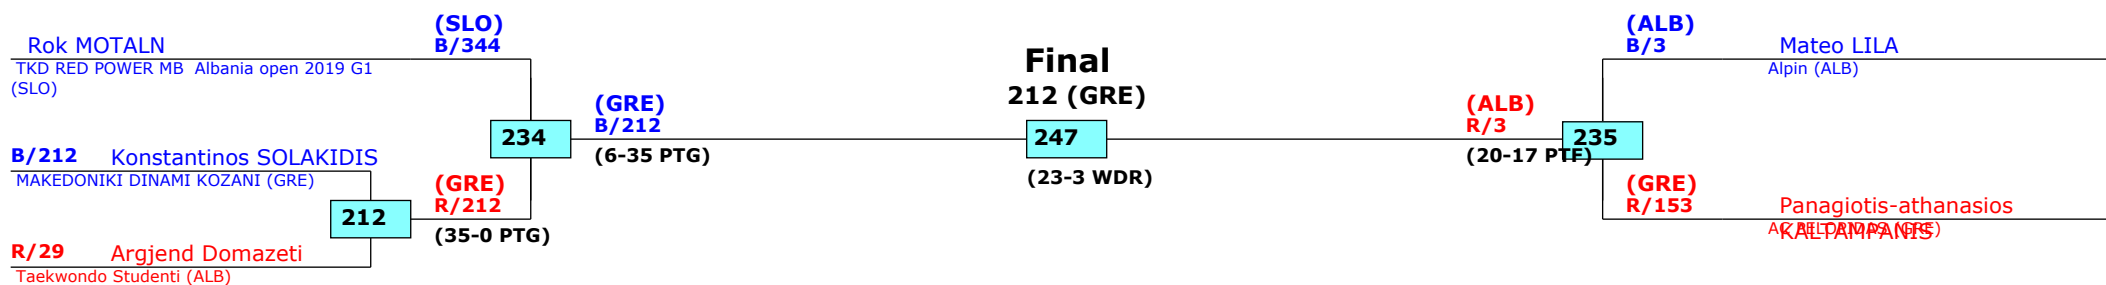 (SLO)
B/344
Rok MOTALN
TKD RED POWER MB  Albania open 2019 G1
(SLO)
B/212 Konstantinos SOLAKIDIS
MAKEDONIKI DINAMI KOZANI (GRE)
212
R/29 Argjend Domazeti
Taekwondo Studenti (ALB)
(GRE)
R/212
(35-0 PTG)
234
(GRE)
B/212
(6-35 PTG)
Final
212 (GRE)
247
(23-3 WDR)
(ALB)
R/3
(20-17 PTF)
235
(ALB)
B/3
Mateo LILA
Alpin (ALB)
(GRE)
R/153
Panagiotis-athanasios
KALTAMPANIS
AC PELOPIDAS (GRE)